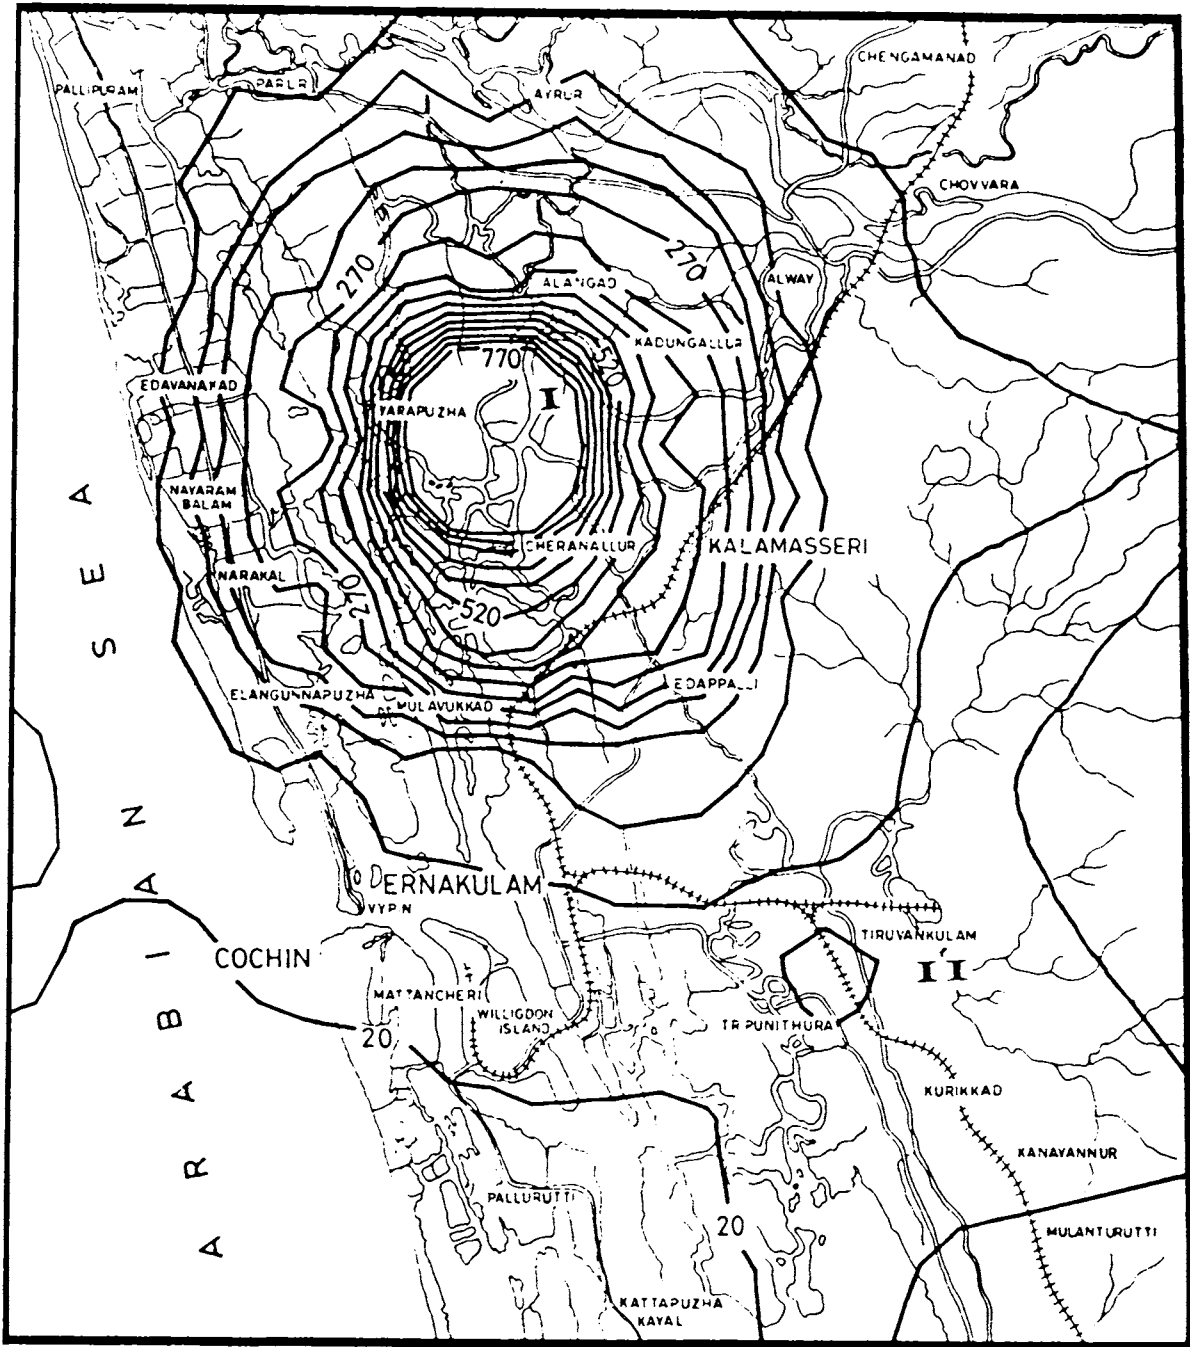 CHENGAMANAD
PALLIPURAM
PARUR
AYRUR
CHOVVARA
270
270
ALANGAD
ALWAY
KADUNGALLUR
770
520
EDAVANAKAD
VARAPUZHA
I
NAYARAM
BALAM
CHERANALLUR
KALAMASSERI
NARAKAL
270
520
ELANGUNNAPUZHA
MULAVUKKAD
EDAPPALLI
ARABIAN SEA
ERNAKULAM
VYPIN
COCHIN
TIRUVANKULAM
II
MATTANCHERI
WILLIGDON
ISLAND
TRIPUNITHURA
20
KURIKKAD
KANAYANNUR
PALLURUTTI
20
MULANTURUTTI
KATTAPUZHA
KAYAL